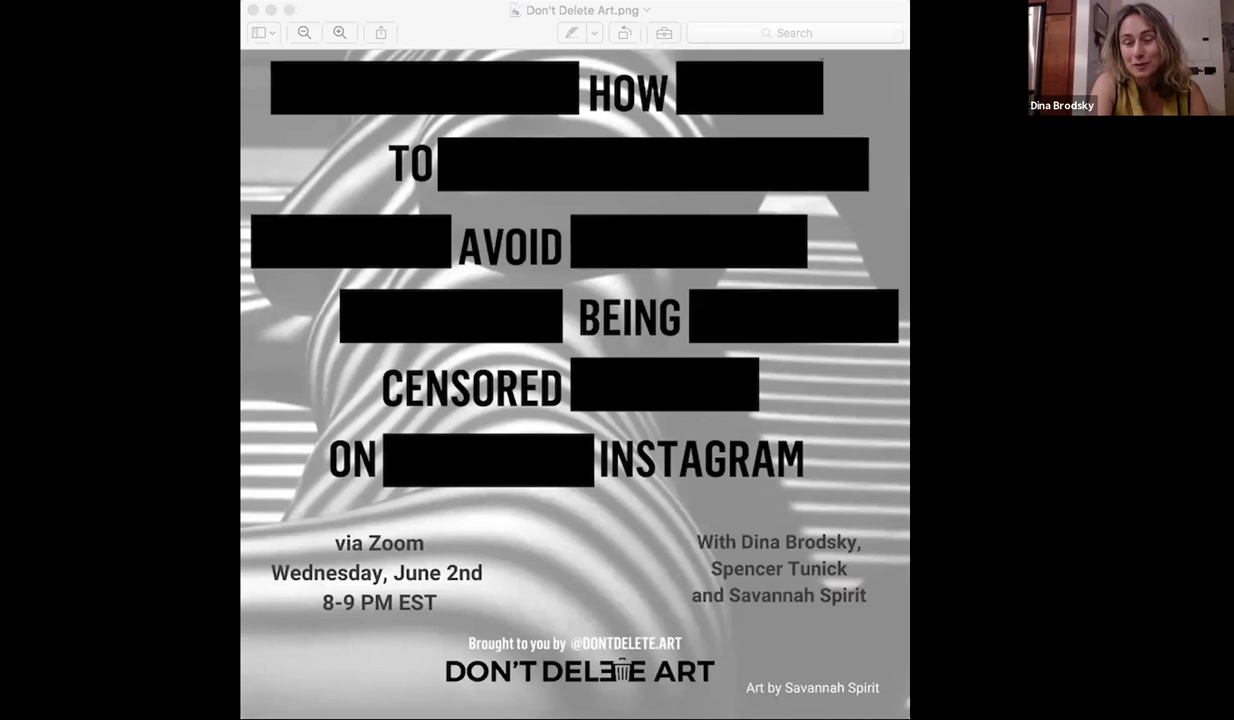 Don't Delete Art.png
Search
Dina Brodsky
HOW
TO
AVOID
BEING
CENSORED
ON INSTAGRAM
via Zoom
Wednesday, June 2nd
8-9 PM EST
With Dina Brodsky,
Spencer Tunick
and Savannah Spirit
Brought to you by @DONTDELETE.ART
DON'T DELETE ART
Art by Savannah Spirit